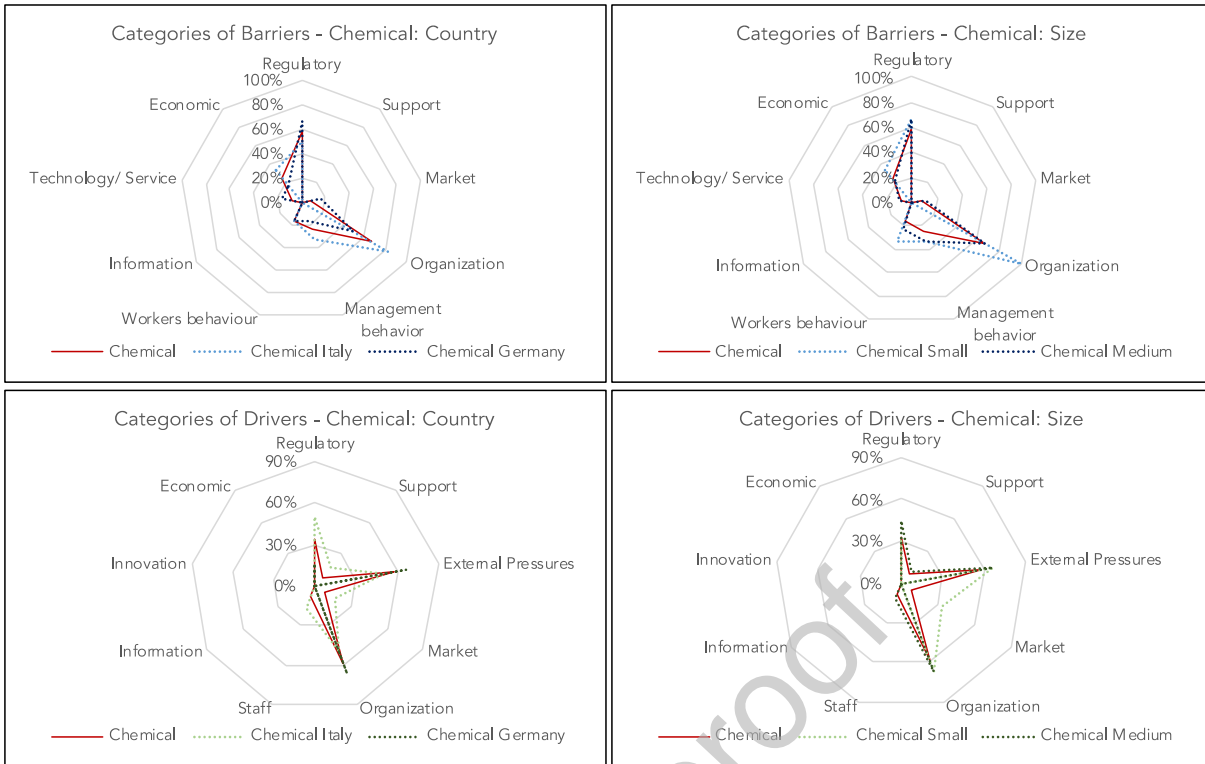 Categories of Barriers - Chemical: Country
Regulatory
100%
80%
60%
40%
20%
0%
Support
Market
Organization
Management
behavior
Workers behaviour
Information
Technology/ Service
Economic
Chemical
Chemical Italy
Chemical Germany
Categories of Barriers - Chemical: Size
Regulatory
100%
80%
60%
40%
20%
0%
Support
Market
Organization
Management
behavior
Workers behaviour
Information
Technology/ Service
Economic
Chemical
Chemical Small
Chemical Medium
Categories of Drivers - Chemical: Country
Regulatory
90%
60%
30%
0%
Support
External Pressures
Market
Organization
Staff
Information
Innovation
Economic
Chemical
Chemical Italy
Chemical Germany
Categories of Drivers - Chemical: Size
Regulatory
90%
60%
30%
0%
Support
External Pressures
Market
Organization
Staff
Information
Innovation
Economic
Chemical
Chemical Small
Chemical Medium
proof